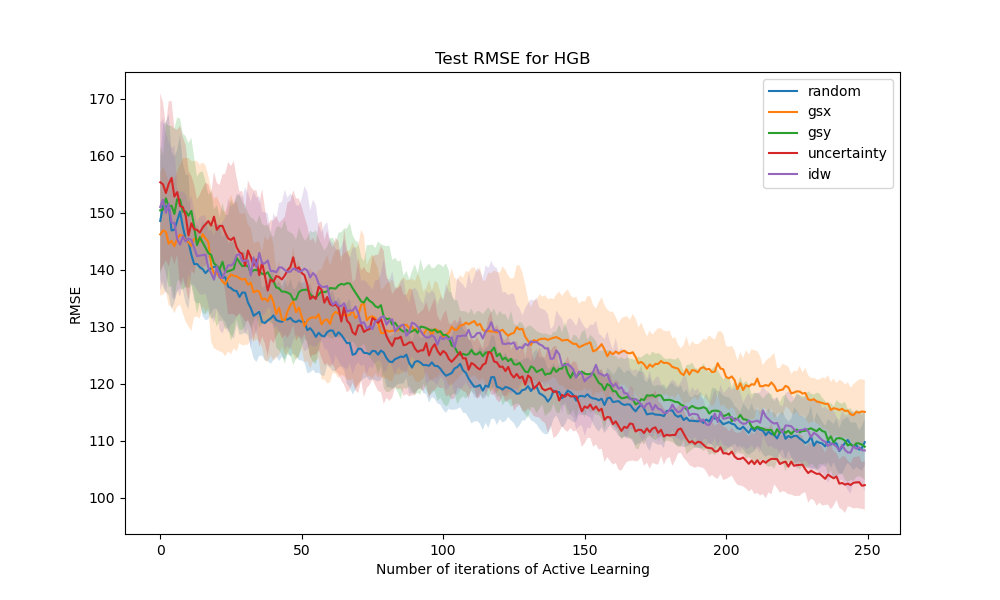 Test RMSE for HGB
random
gsx
gsy
uncertainty
idw
RMSE
170
160
150
140
130
120
110
100
0 50 100 150 200 250
Number of iterations of Active Learning